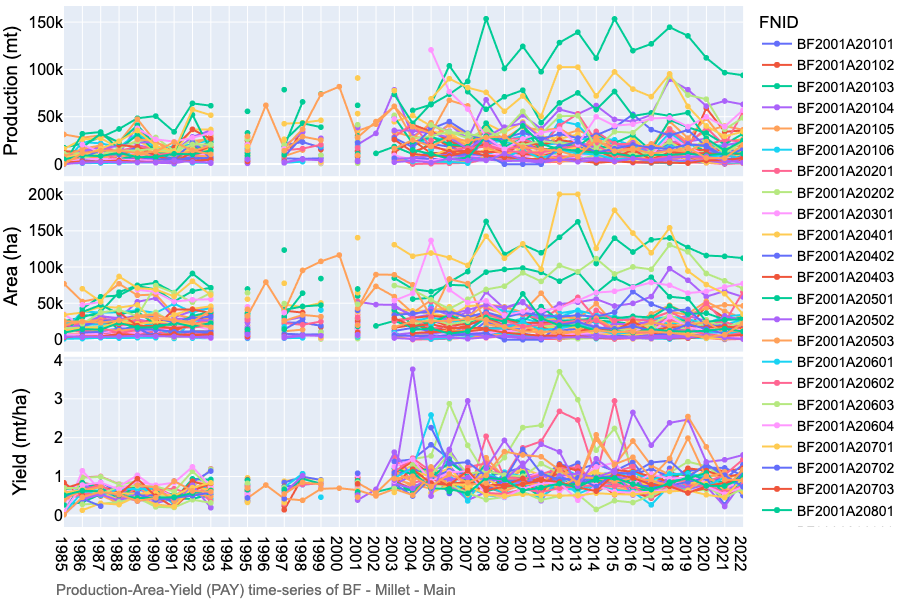 FNID
Production (mt)
150k
100k
50k
0
Area (ha)
200k
150k
100k
50k
0
Yield (mt/ha)
4
3
2
1
0
1985
1986
1987
1988
1989
1990
1991
1992
1993
1994
1995
1996
1997
1998
1999
2000
2001
2002
2003
2004
2005
2006
2007
2008
2009
2010
2011
2012
2013
2014
2015
2016
2017
2018
2019
2020
2021
2022
BF2001A20101
BF2001A20102
BF2001A20103
BF2001A20104
BF2001A20105
BF2001A20106
BF2001A20201
BF2001A20202
BF2001A20301
BF2001A20401
BF2001A20402
BF2001A20403
BF2001A20501
BF2001A20502
BF2001A20503
BF2001A20601
BF2001A20602
BF2001A20603
BF2001A20604
BF2001A20701
BF2001A20702
BF2001A20703
BF2001A20801
Production-Area-Yield (PAY) time-series of BF - Millet - Main